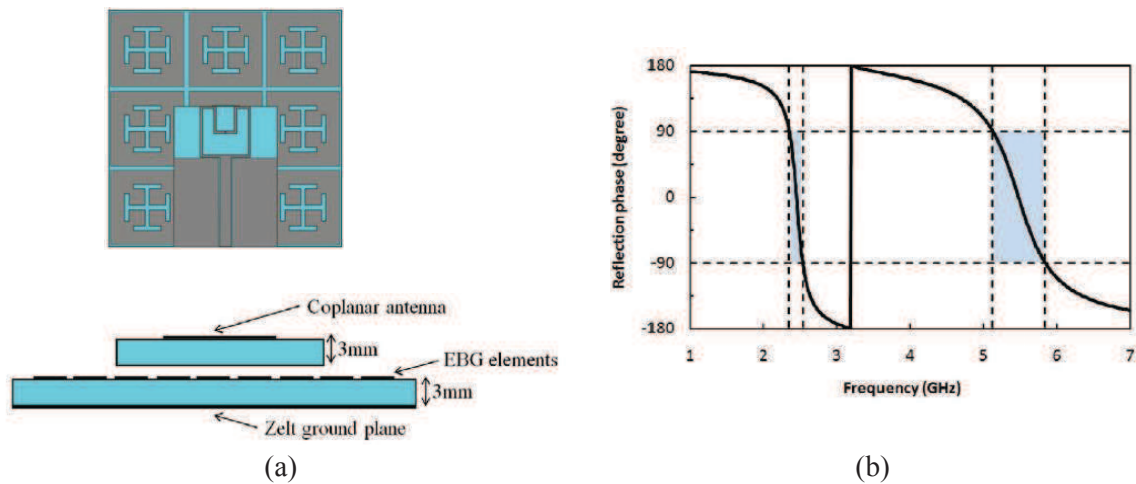 Coplanar antenna
3mm
EBG elements
3mm
Zelt ground plane
(a)
180
90
0
-90
-180
Reflection phase (degree)
1 2 3 4 5 6 7
Frequency (GHz)
(b)